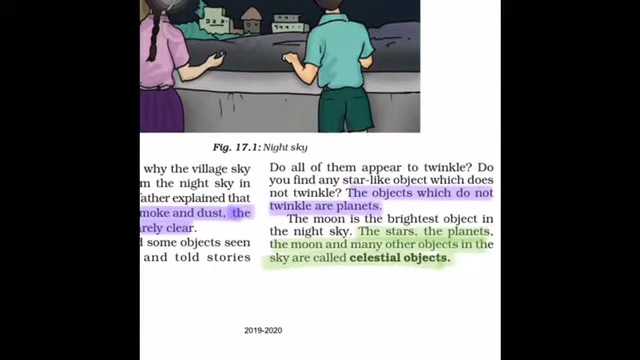 Fig. 17.1: Night sky
why the village sky
m the night sky in
ather explained that
moke and dust, the
rely clear.
some objects seen
and told stories
Do all of them appear to twinkle? Do
you find any star-like object which does
not twinkle? The objects which do not
twinkle are planets.
The moon is the brightest object in
the night sky. The stars, the planets,
the moon and many other objects in the
sky are called celestial objects.
2019-2020